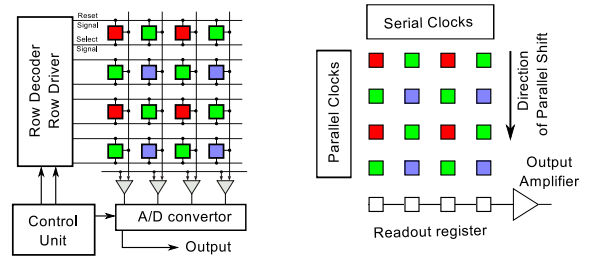 Reset
Signal
Select
Signal
Row Decoder
Row Driver
Control
Unit
A/D convertor
Output
Serial Clocks
Parallel Clocks
Direction
of Parallel Shift
Output
Amplifier
Readout register